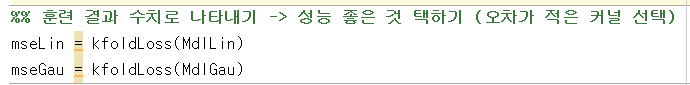 %% 훈련 결과 수치로 나타내기 -> 성능 좋은 것 택하기 (오차가 적은 커널 선택)
mseLin = kfoldLoss(MdlLin)
mseGau = kfoldLoss(MdlGau)